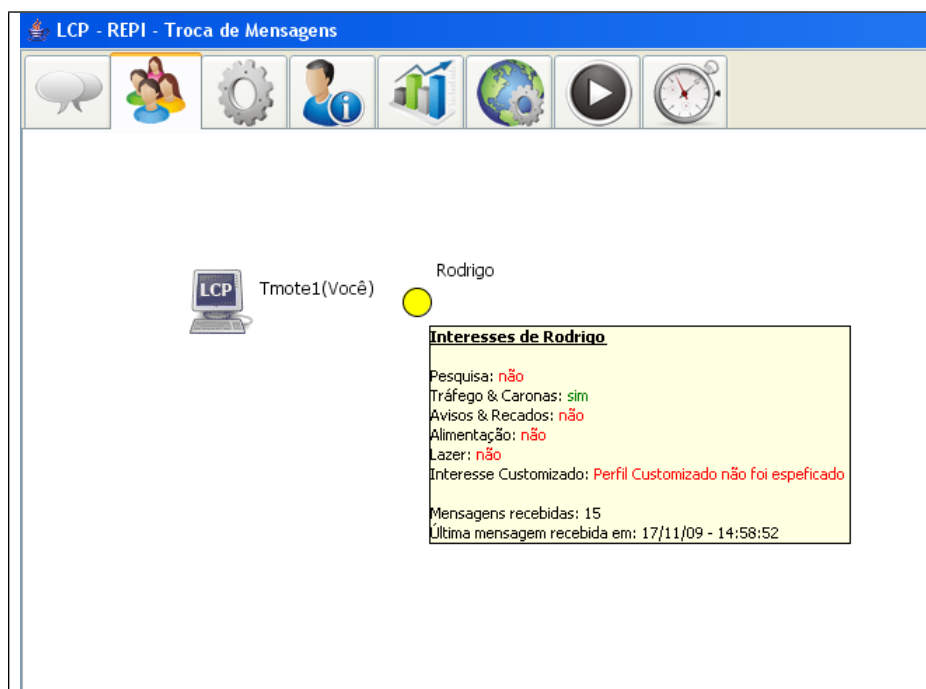 LCP - REPI - Troca de Mensagens
Rodrigo
LCP
Tmote1(Você)
Interesses de Rodrigo
Pesquisa: não
Tráfego & Caronas: sim
Avisos & Recados: não
Alimentação: não
Lazer: não
Interesse Customizado: Perfil Customizado não foi espeficado
Mensagens recebidas: 15
Última mensagem recebida em: 17/11/09 - 14:58:52